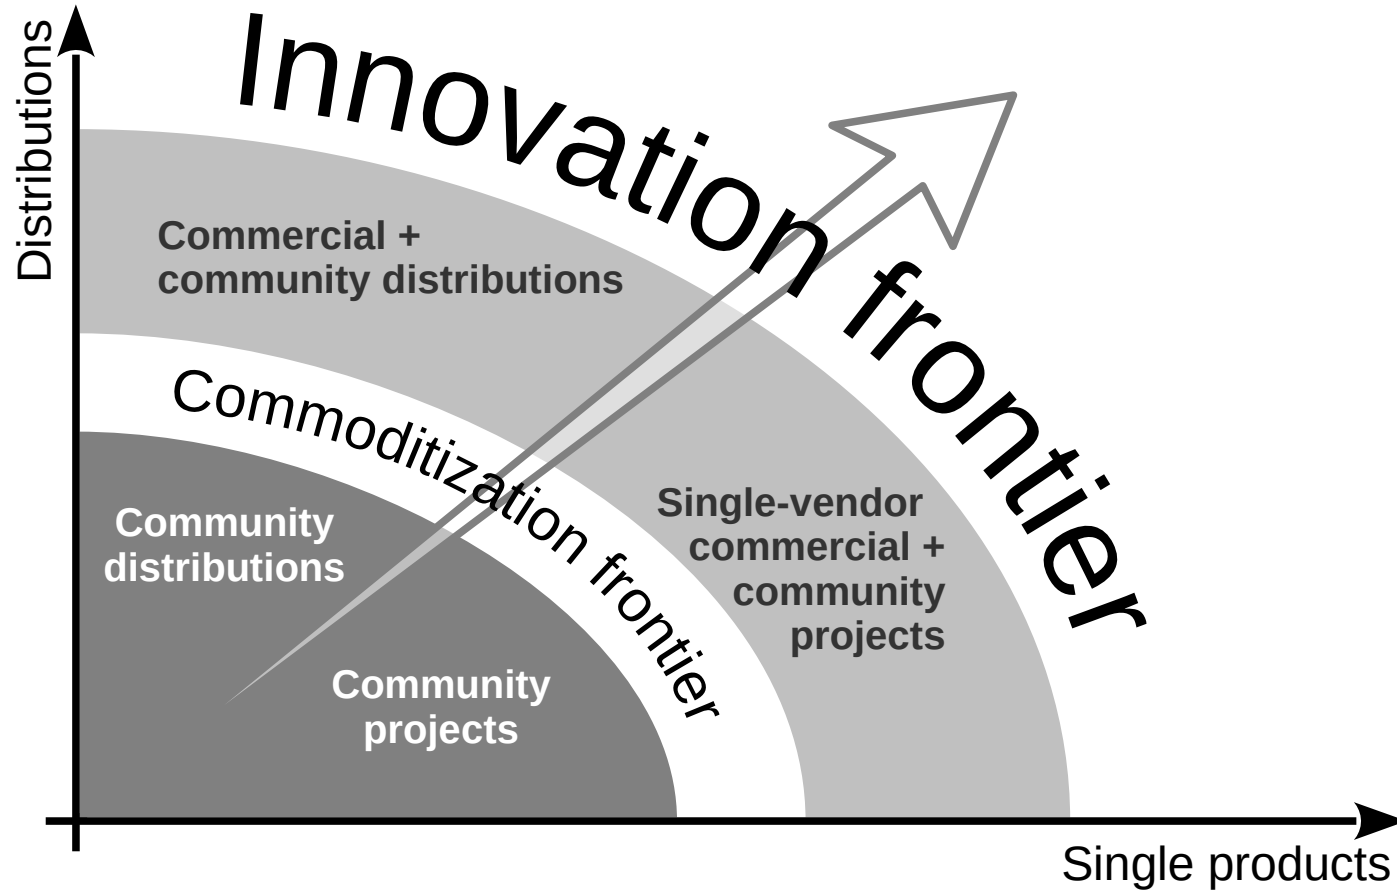 Distributions
Innovation frontier
Commercial +
community distributions
Commoditization frontier
Single-vendor
commercial +
community
projects
Community
distributions
Community
projects
Single products